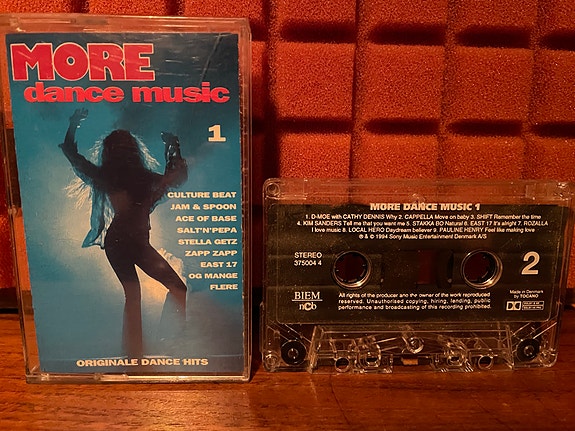 MORE
dance music
1
CULTURE BEAT
JAM & SPOON
ACE OF BASE
SALT'N'PEPA
STELLA GETZ
ZAPP ZAPP
EAST 17
OG MANGE
FLERE
ORIGINALE DANCE HITS
MORE DANCE MUSIC 1
1. D-MOE with CATHY DENNIS Why 2. CAPPELLA Move on baby 3. SHIFT Remember the time
4. KIM SANDERS Tell me that you want me 5. STAKKA BO Natural 6. EAST 17 It's alright 7. ROZALLA
I love music 8. LOCAL HERO Daydream believer 9. PAULINE HENRY Feel like making love
℗ & © 1994 Sony Music Entertainment Denmark A/S
STEREO
375004 4
2
BIEM
ncb
All rights of the producer and the owner of the work reproduced
reserved. Unauthorised copying, hiring, lending, public
performance and broadcasting of this recording prohibited.
Made in Denmark
by TOCANO